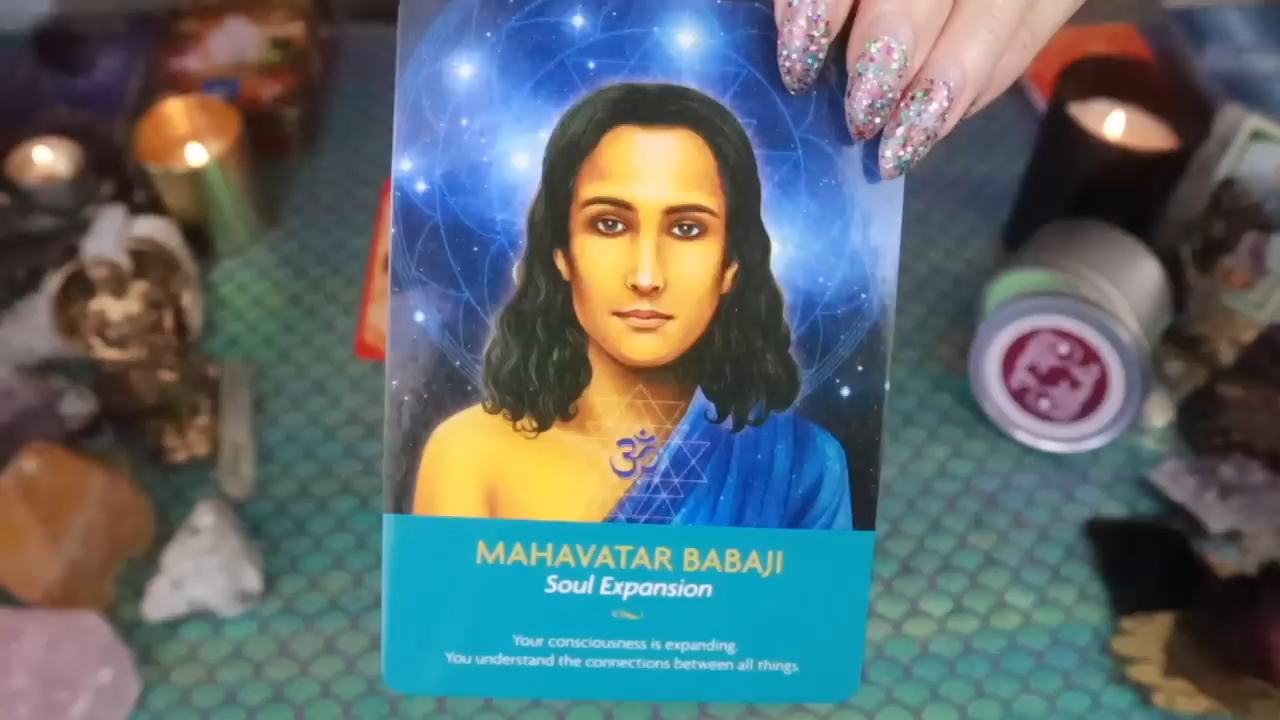 ॐ
MAHAVATAR BABAJI
Soul Expansion
Your consciousness is expanding.
You understand the connections between all things.